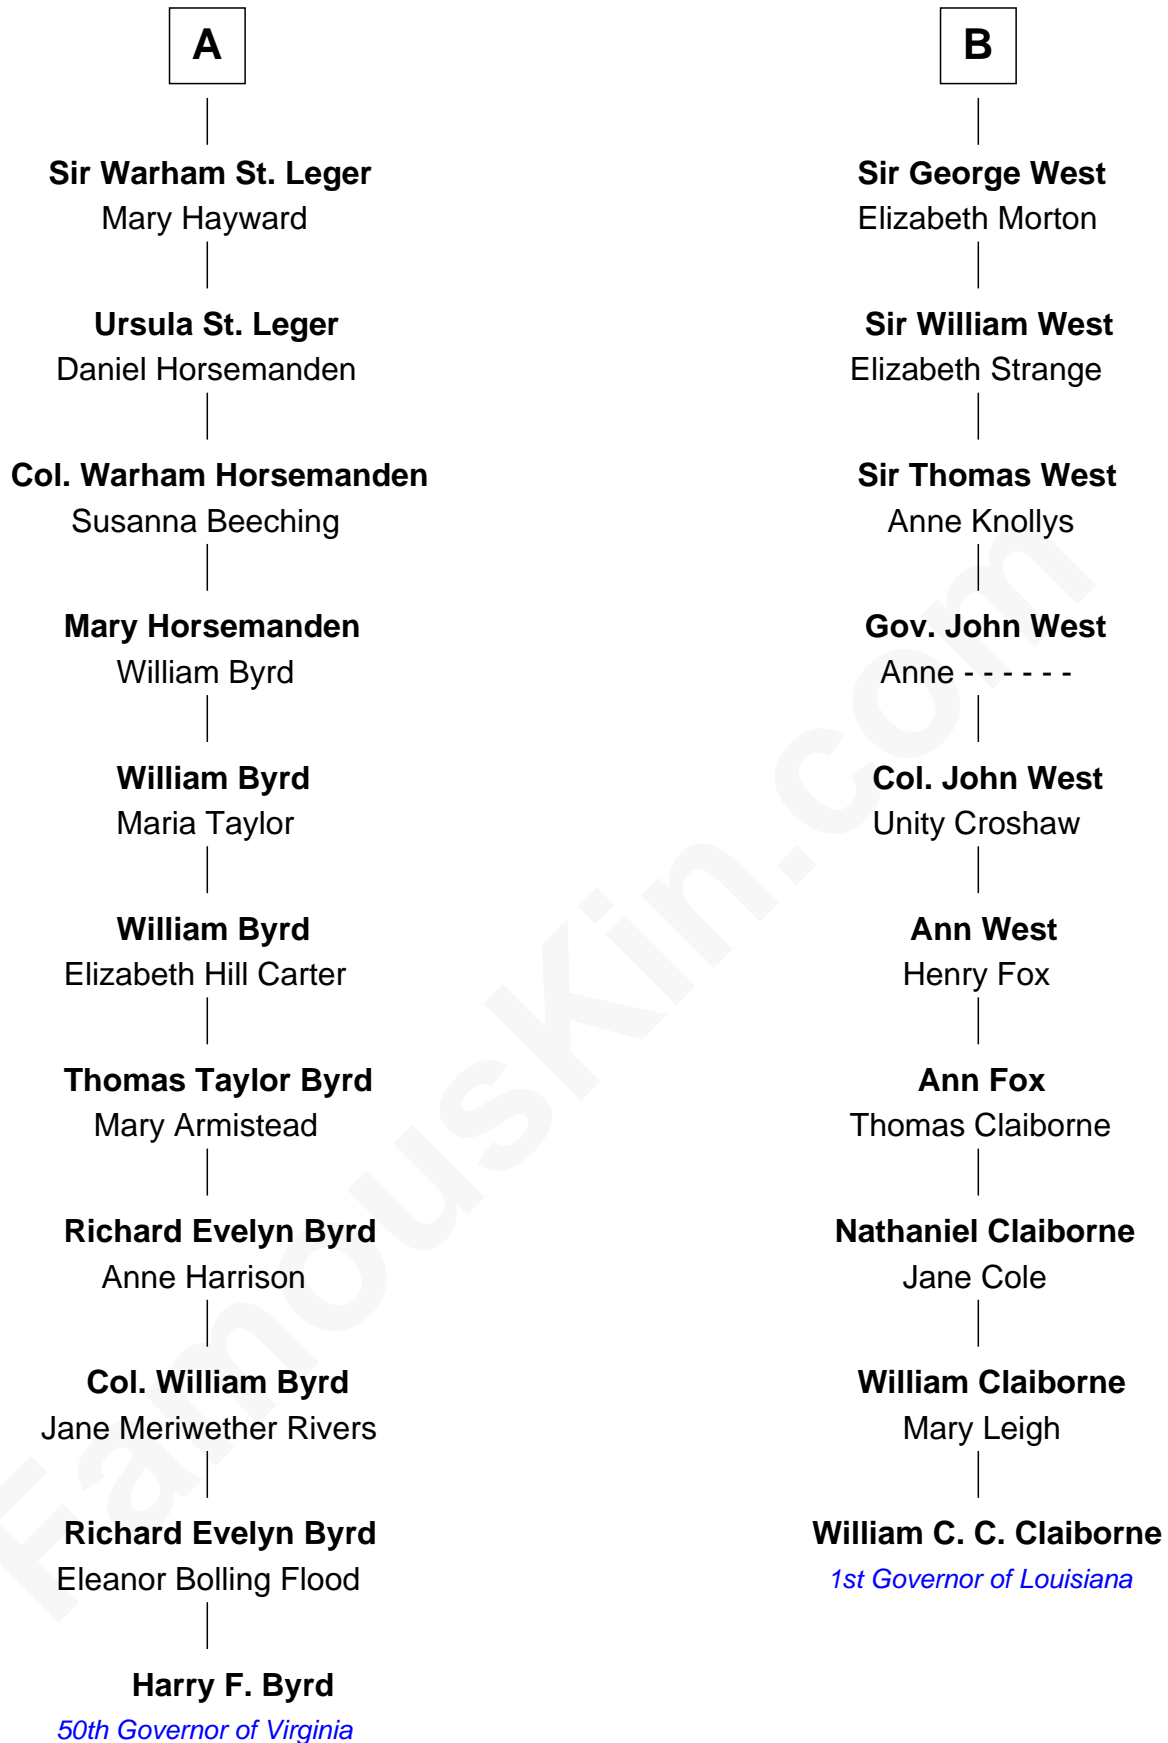 A
Sir Warham St. Leger
Mary Hayward
Ursula St. Leger
Daniel Horsemanden
Col. Warham Horsemanden
Susanna Beeching
Mary Horsemanden
William Byrd
William Byrd
Maria Taylor
William Byrd
Elizabeth Hill Carter
Thomas Taylor Byrd
Mary Armistead
Richard Evelyn Byrd
Anne Harrison
Col. William Byrd
Jane Meriwether Rivers
Richard Evelyn Byrd
Eleanor Bolling Flood
Harry F. Byrd
50th Governor of Virginia
B
Sir George West
Elizabeth Morton
Sir William West
Elizabeth Strange
Sir Thomas West
Anne Knollys
Gov. John West
Anne - - - - - -
Col. John West
Unity Croshaw
Ann West
Henry Fox
Ann Fox
Thomas Claiborne
Nathaniel Claiborne
Jane Cole
William Claiborne
Mary Leigh
William C. C. Claiborne
1st Governor of Louisiana
FamousKin.com